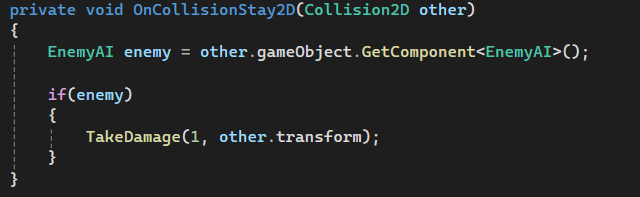 private void OnCollisionStay2D(Collision2D other)
{
    EnemyAI enemy = other.gameObject.GetComponent<EnemyAI>();

    if(enemy)
    {
        TakeDamage(1, other.transform);
    }
}